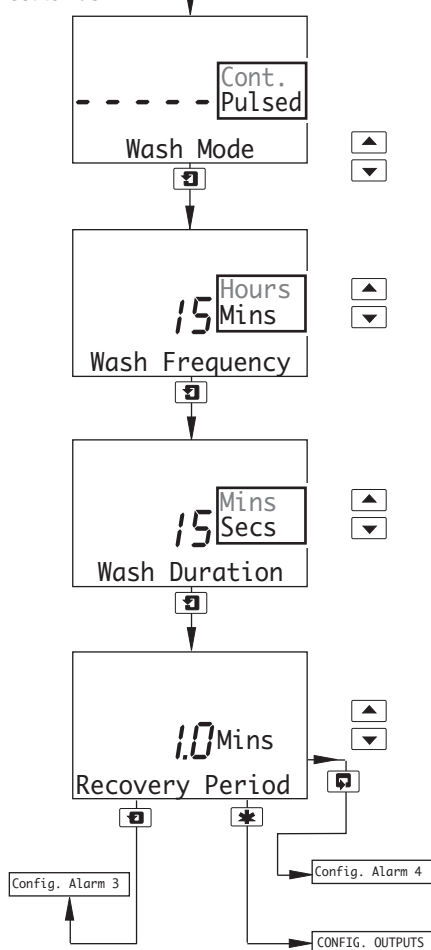 Cont.
- - - - - Pulsed
Wash Mode
Hours
15 Mins
Wash Frequency
Mins
15 Secs
Wash Duration
1.0 Mins
Recovery Period
Config. Alarm 3
Config. Alarm 4
CONFIG. OUTPUTS